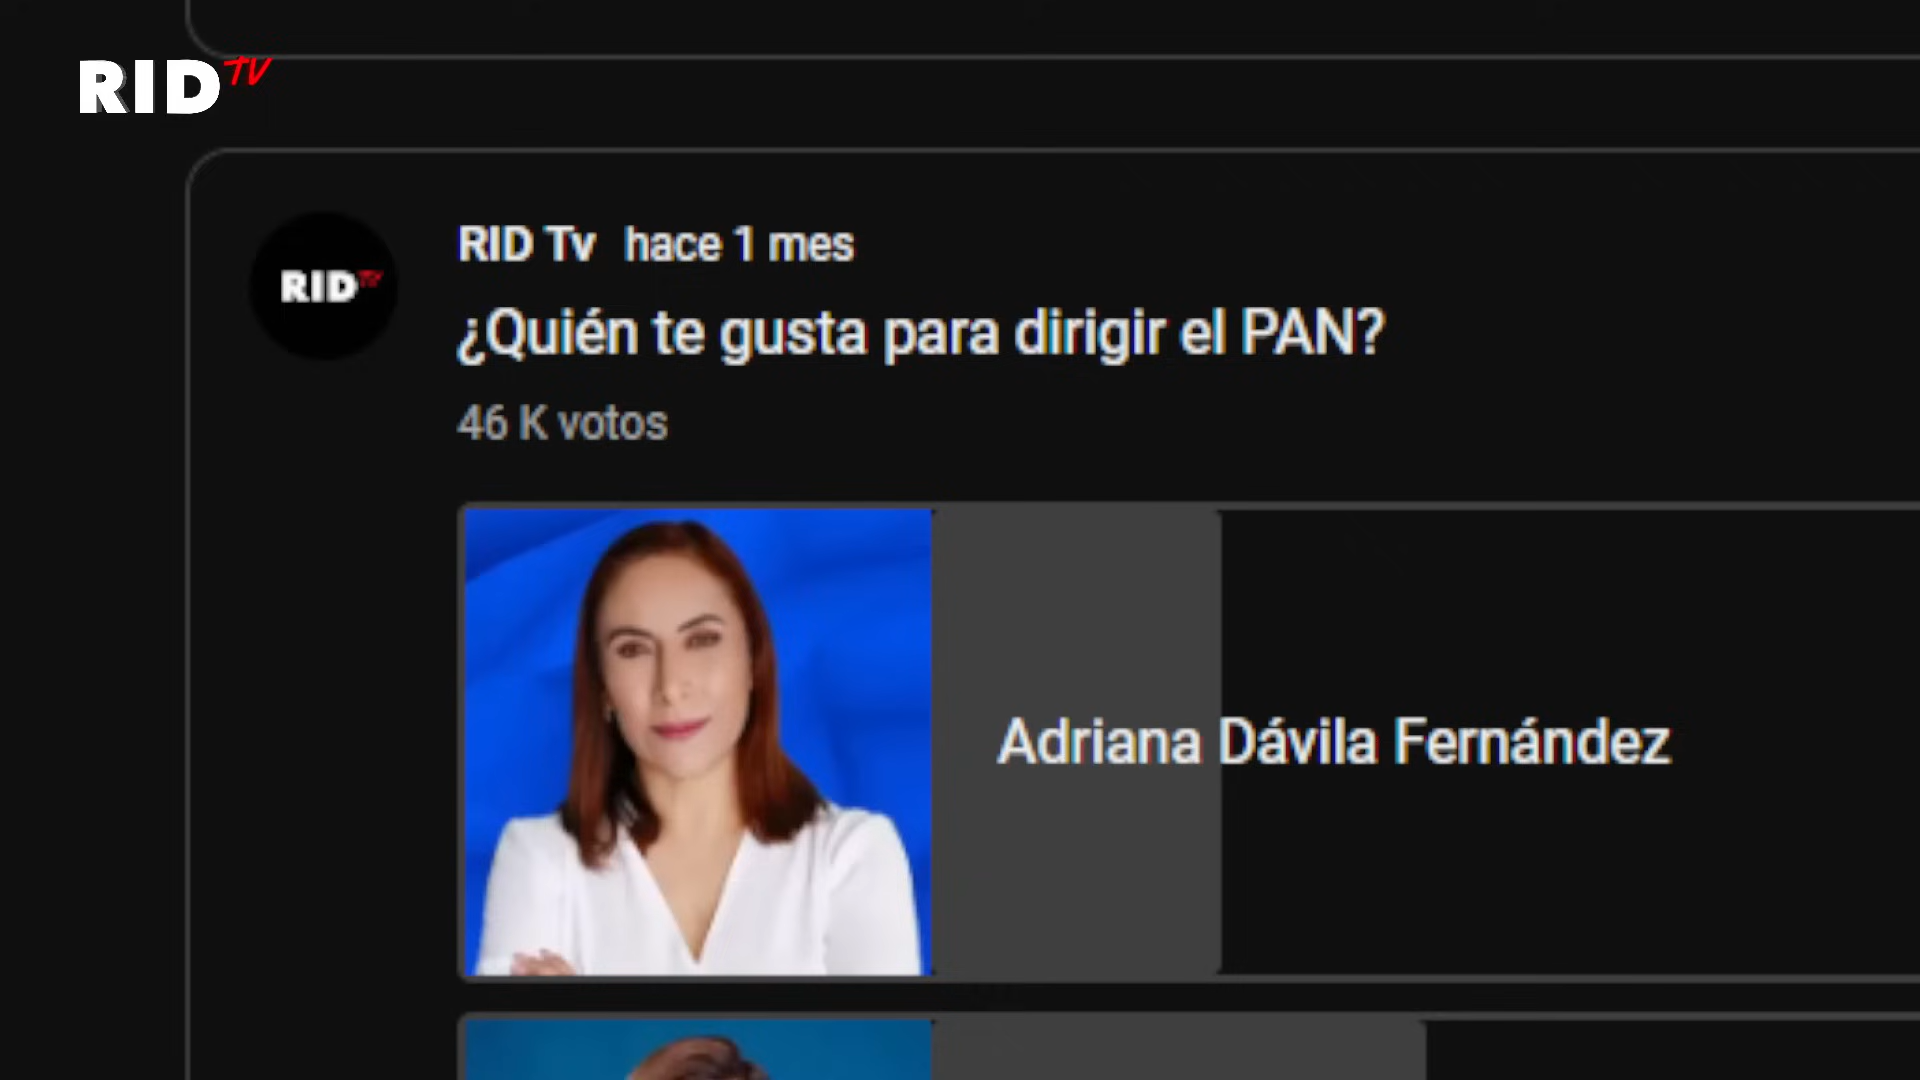 RID TV
RID TV
RID Tv hace 1 mes
¿Quién te gusta para dirigir el PAN?
46 K votos
Adriana Dávila Fernández